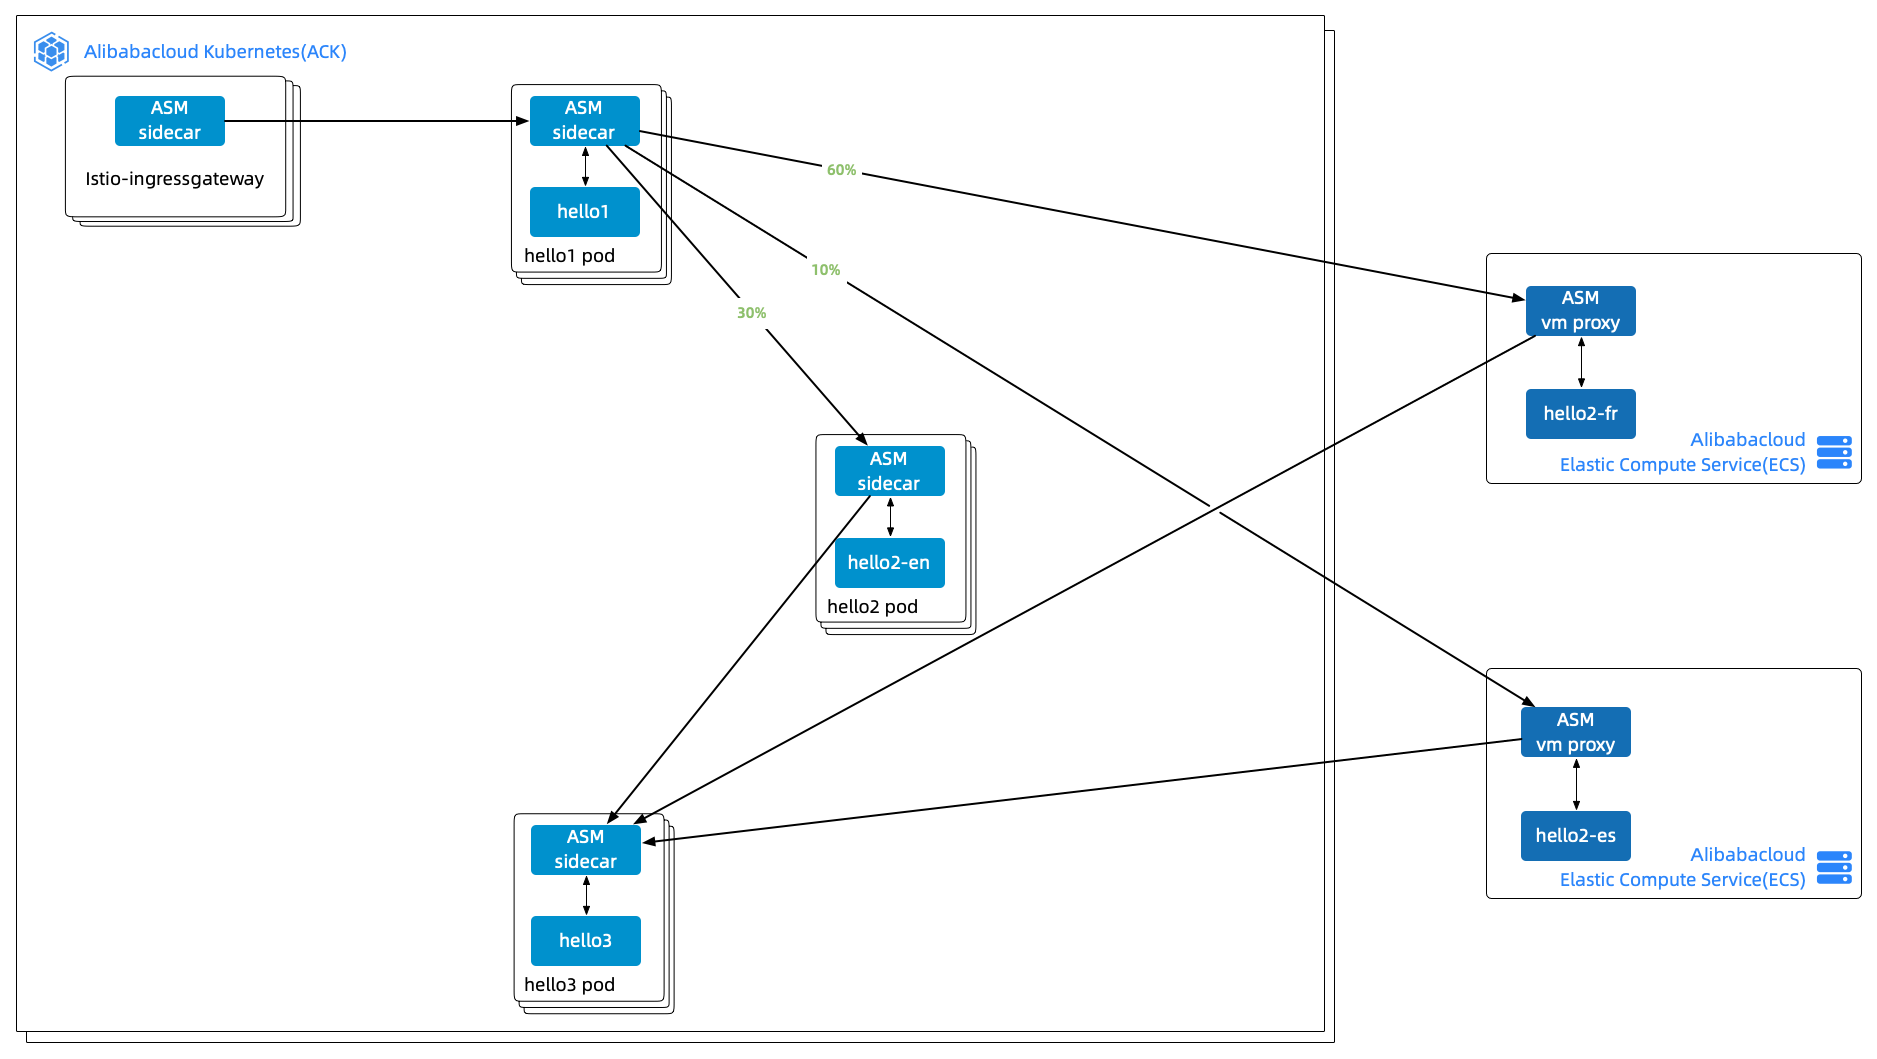 Alibabacloud Kubernetes(ACK)
ASM
sidecar
Istio-ingressgateway
ASM
sidecar
hello1
hello1 pod
60%
10%
30%
ASM
vm proxy
hello2-fr
Alibabacloud
Elastic Compute Service(ECS)
ASM
sidecar
hello2-en
hello2 pod
ASM
vm proxy
hello2-es
Alibabacloud
Elastic Compute Service(ECS)
ASM
sidecar
hello3
hello3 pod